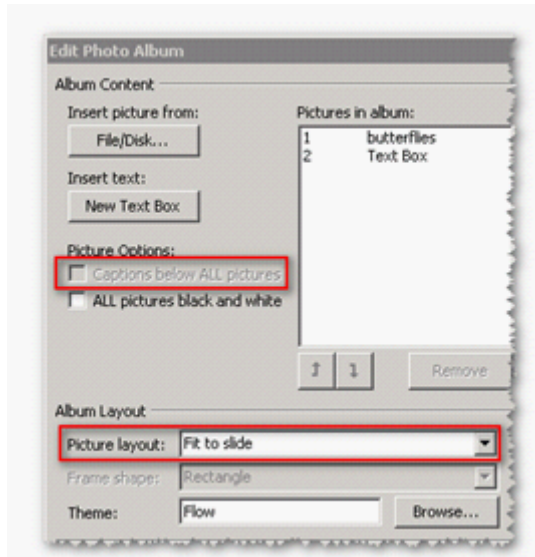 Edit Photo Album
Album Content
Insert picture from:
File/Disk...
Insert text:
New Text Box
Picture Options:
Captions below ALL pictures
ALL pictures black and white
Pictures in album:
1 butterflies
2 Text Box
Remove
Album Layout
Picture layout: Fit to slide
Frame shape: Rectangle
Theme: Flow Browse...